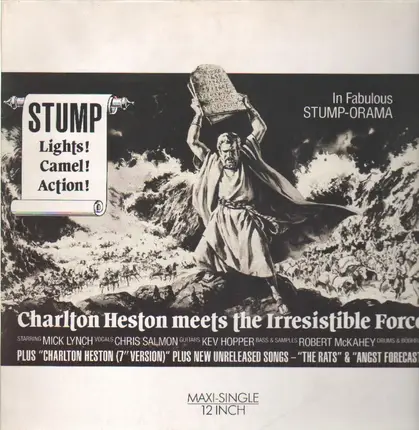 STUMP
Lights!
Camel!
Action!
In Fabulous
STUMP-ORAMA
Charlton Heston meets the Irresistible Force
STARRING MICK LYNCH VOCALS CHRIS SALMON GUITARS KEV HOPPER BASS & SAMPLES ROBERT McKAHEY DRUMS &
PLUS "CHARLTON HESTON (7" VERSION)" PLUS NEW UNRELEASED SONGS – "THE RATS" & "ANGST FORECAST
MAXI-SINGLE
12 INCH